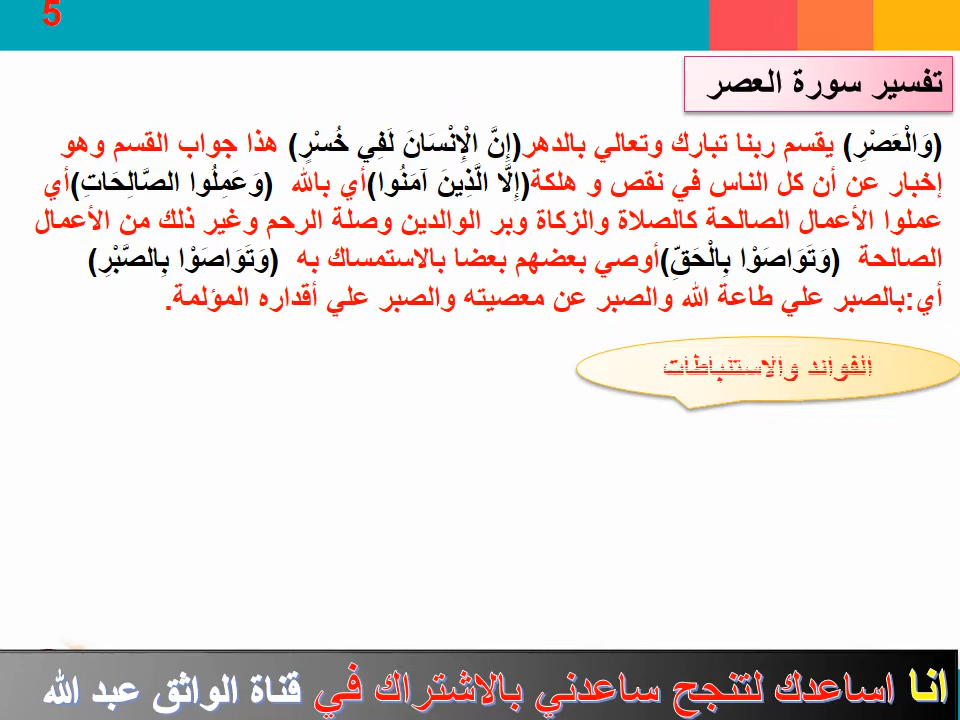 5
تفسير سورة العصر
(وَالْعَصْرِ) يقسم ربنا تبارك وتعالي بالدهر(إِنَّ الْإِنْسَانَ لَفِي خُسْرٍ) هذا جواب القسم وهو
إخبار عن أن كل الناس في نقص و هلكة(إِلَّا الَّذِينَ آمَنُوا)أي بالله (وَعَمِلُوا الصَّالِحَاتِ)أي
عملوا الأعمال الصالحة كالصلاة والزكاة وبر الوالدين وصلة الرحم وغير ذلك من الأعمال
الصالحة (وَتَوَاصَوْا بِالْحَقِّ)أوصي بعضهم بعضا بالاستمساك به (وَتَوَاصَوْا بِالصَّبْرِ)
أي:بالصبر علي طاعة الله والصبر عن معصيته والصبر علي أقداره المؤلمة.
الفوائد والاستنباطات
انا اساعدك لتنجح ساعدني بالاشتراك في قناة الواثق عبد الله